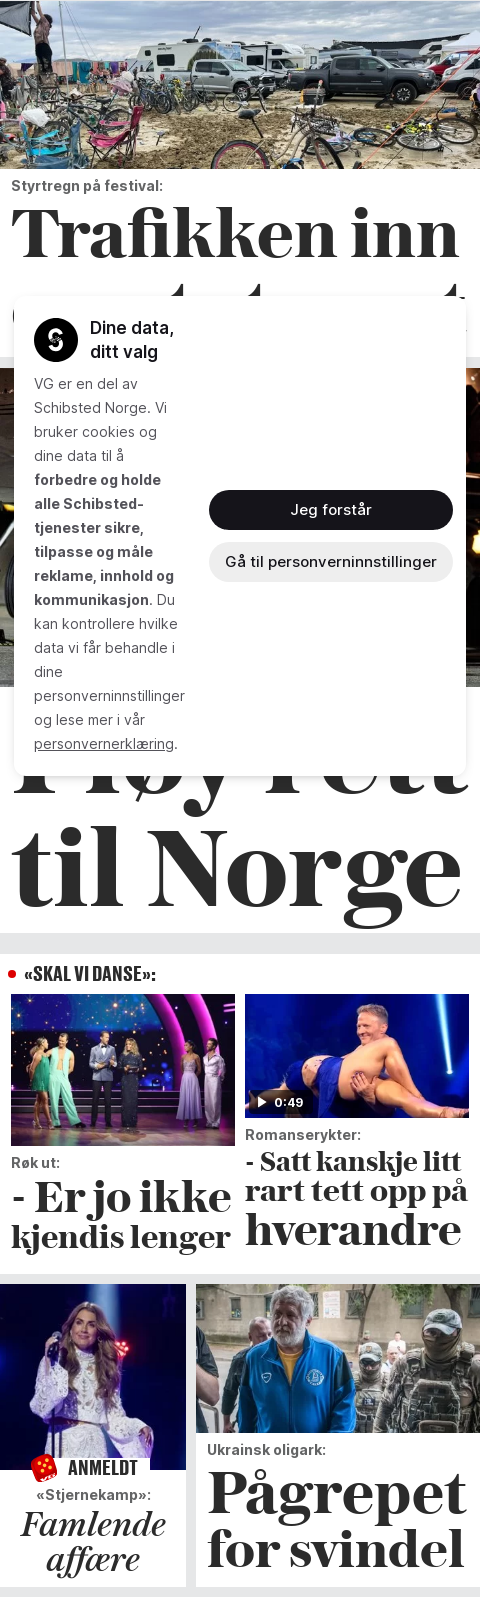 Styrtregn på festival:
Trafikken inn
Dine data,
ditt valg
VG er en del av
Schibsted Norge. Vi
bruker cookies og
dine data til å
forbedre og holde
alle Schibsted-
tjenester sikre,
tilpasse og måle
reklame, innhold og
kommunikasjon. Du
kan kontrollere hvilke
data vi får behandle i
dine
personverninnstillinger
og lese mer i vår
personvernerklæring.
Jeg forstår
Gå til personverninnstillinger
til Norge
«SKAL VI DANSE»:
Røk ut:
- Er jo ikke
kjendis lenger
0:49
Romanserykter:
- Satt kanskje litt
rart tett opp på
hverandre
ANMELDT
«Stjernekamp»:
Famlende
affære
Ukrainsk oligark:
Pågrepet
for svindel